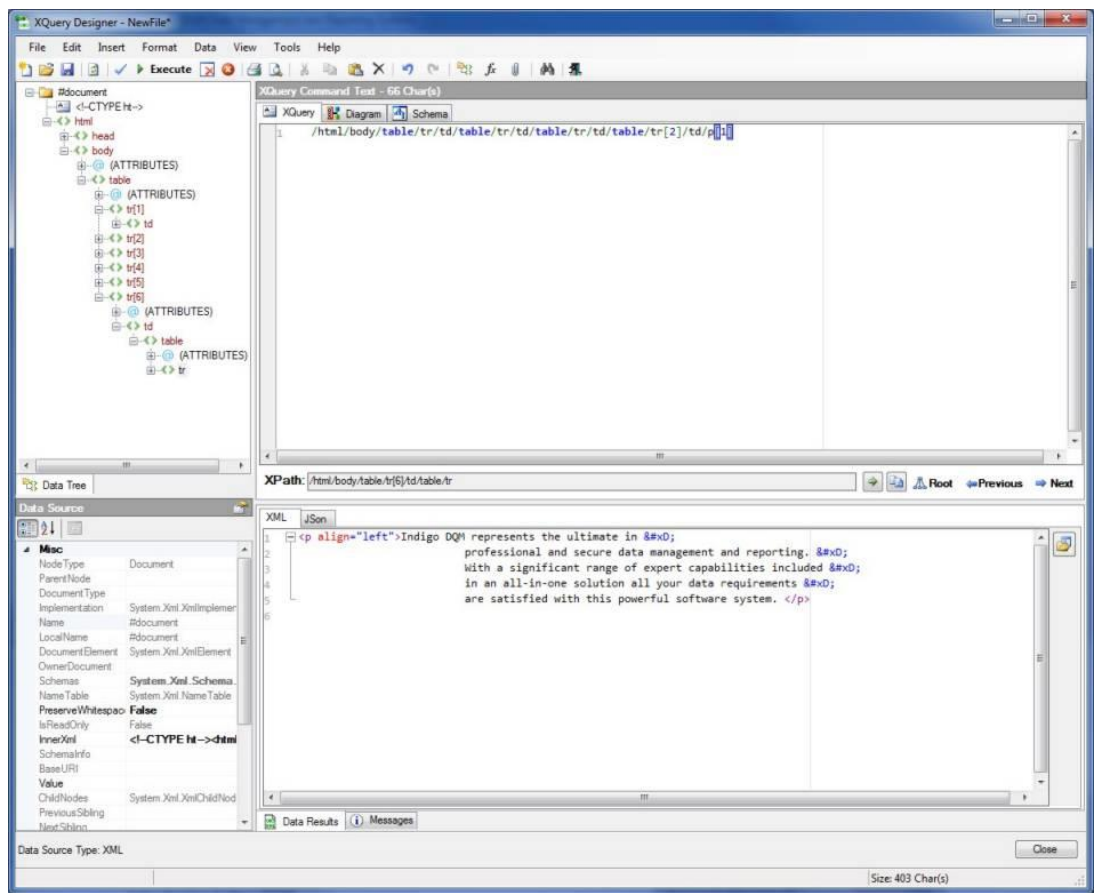 XQuery Designer - NewFile*
File Edit Insert Format Data View Tools Help
Execute
#document
<!-CTYPE ht-->
html
head
body
(ATTRIBUTES)
table
(ATTRIBUTES)
tr[1]
td
tr[2]
tr[3]
tr[4]
tr[5]
tr[6]
(ATTRIBUTES)
td
table
(ATTRIBUTES)
tr
Data Tree
XQuery Command Text - 66 Char(s)
XQuery Diagram Schema
1 /html/body/table/tr/td/table/tr/td/table/tr/td/table/tr[2]/td/p[1]
XPath: /html/body/table/tr[6]/td/table/tr
Root Previous Next
Data Source
Misc
NodeType Document
ParentNode
DocumentType
Implementation System.Xml.XmlImplemen
Name #document
LocalName #document
DocumentElement System.Xml.XmlElement
OwnerDocument
Schemas System.Xml.Schema.
NameTable System.Xml.NameTable
PreserveWhitespac False
IsReadOnly False
InnerXml <!--CTYPE ht--><html
SchemaInfo
BaseURI
Value
ChildNodes System.Xml.XmlChildNod
PreviousSibling
NextSibling
XML JSon
1 <p align="left">Indigo DQM represents the ultimate in &#xD;
2 professional and secure data management and reporting. &#xD;
3 With a significant range of expert capabilities included &#xD;
4 in an all-in-one solution all your data requirements &#xD;
5 are satisfied with this powerful software system. </p>
6
Data Results Messages
Data Source Type: XML
Close
Size: 403 Char(s)